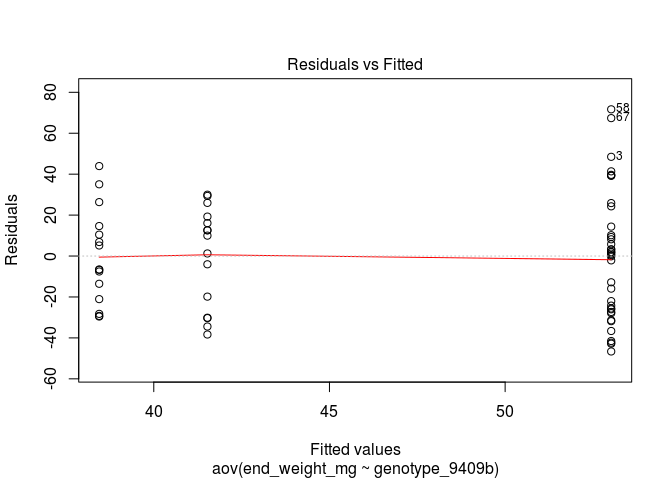 Residuals vs Fitted
80
60
40
20
0
-20
-40
-60
Residuals
58
67
3
40 45 50
Fitted values
aov(end_weight_mg ~ genotype_9409b)